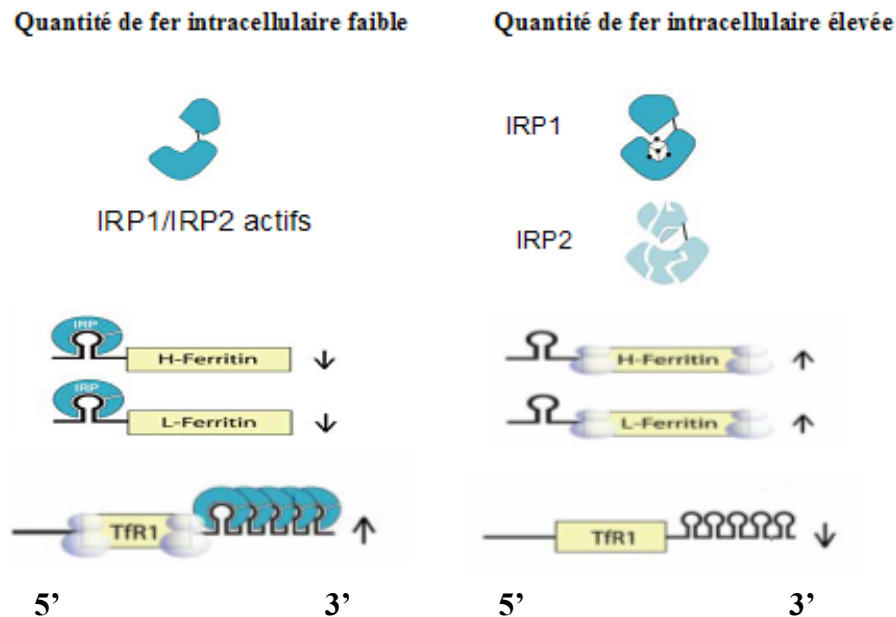 Quantité de fer intracellulaire faible
Quantité de fer intracellulaire élevée
IRP1/IRP2 actifs
IRP1
IRP2
IRP
H-Ferritin
IRP
L-Ferritin
TfR1
H-Ferritin
L-Ferritin
TfR1
5’ 3’ 5’ 3’